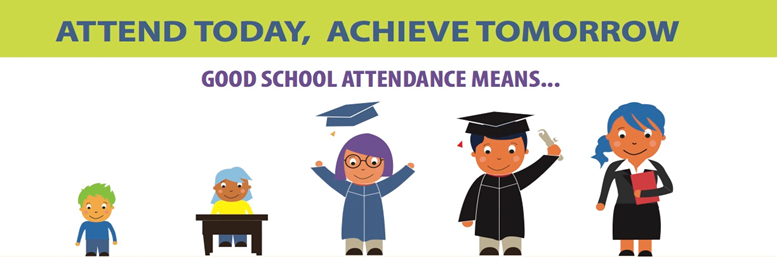 ATTEND TODAY, ACHIEVE TOMORROW
GOOD SCHOOL ATTENDANCE MEANS...